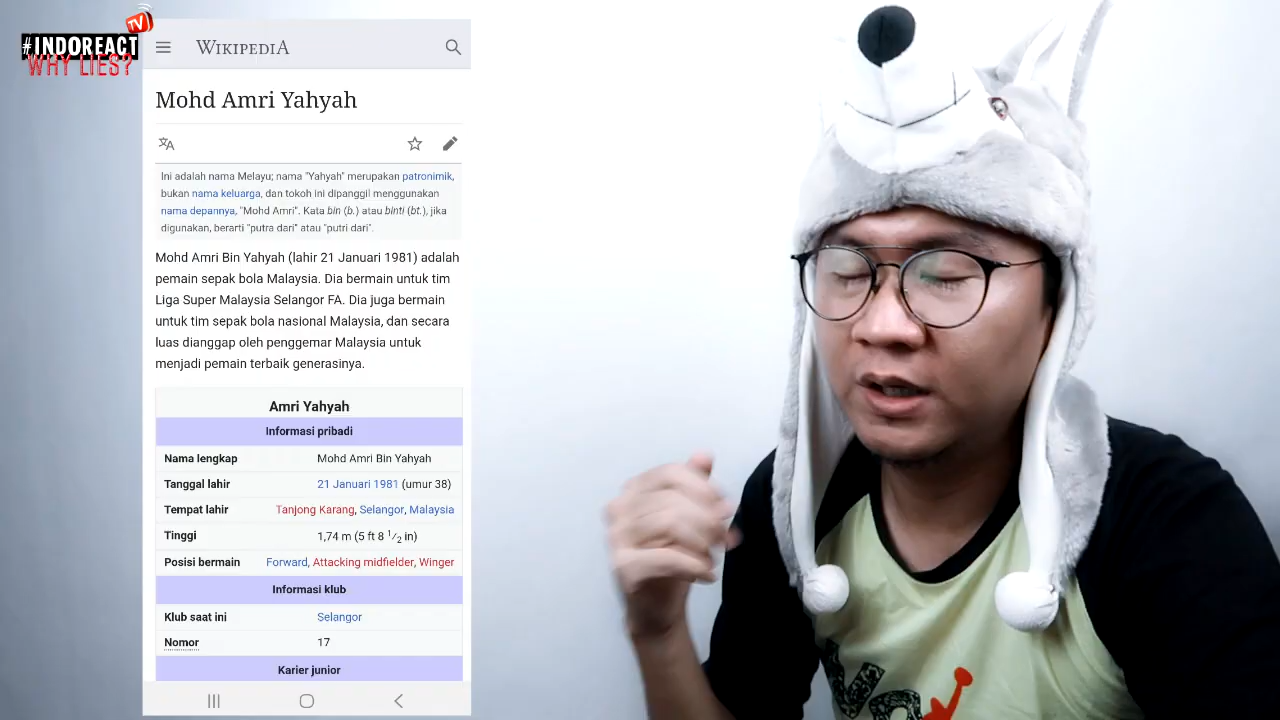 TV
#INDOREACT
WHY LIES?
WIKIPEDIA
Mohd Amri Yahyah
Ini adalah nama Melayu; nama "Yahyah" merupakan patronimik,
bukan nama keluarga, dan tokoh ini dipanggil menggunakan
nama depannya, "Mohd Amri". Kata bin (b.) atau binti (bt.), jika
digunakan, berarti "putra dari" atau "putri dari".
Mohd Amri Bin Yahyah (lahir 21 Januari 1981) adalah
pemain sepak bola Malaysia. Dia bermain untuk tim
Liga Super Malaysia Selangor FA. Dia juga bermain
untuk tim sepak bola nasional Malaysia, dan secara
luas dianggap oleh penggemar Malaysia untuk
menjadi pemain terbaik generasinya.
Amri Yahyah
Informasi pribadi
Nama lengkap Mohd Amri Bin Yahyah
Tanggal lahir 21 Januari 1981 (umur 38)
Tempat lahir Tanjong Karang, Selangor, Malaysia
Tinggi 1,74 m (5 ft 8 1/2 in)
Posisi bermain Forward, Attacking midfielder, Winger
Informasi klub
Klub saat ini Selangor
Nomor 17
Karier junior